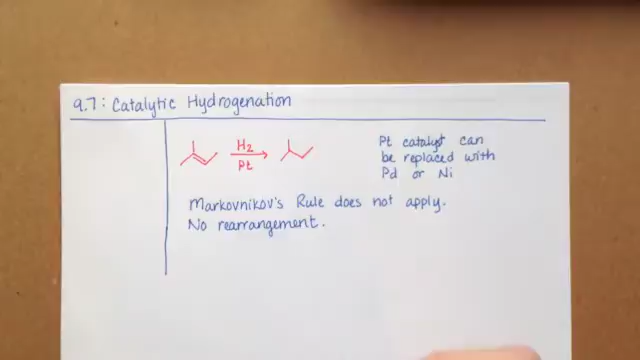 9.7: Catalytic Hydrogenation
H2
Pt
Pt catalyst can
be replaced with
Pd or Ni
Markovnikov's Rule does not apply.
No rearrangement.